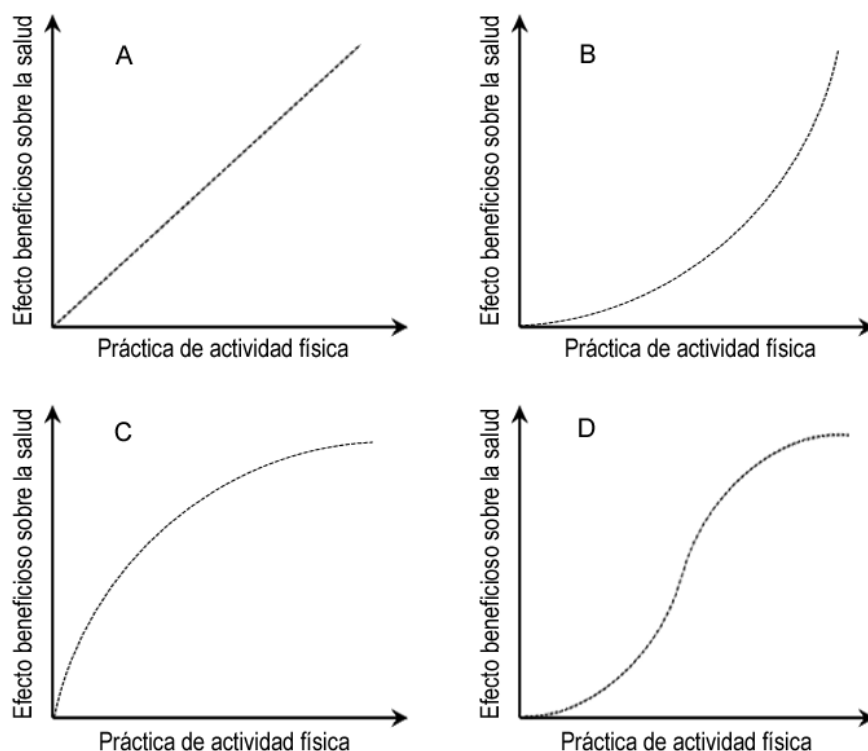 A
Efecto beneficioso sobre la salud
Práctica de actividad física
B
Efecto beneficioso sobre la salud
Práctica de actividad física
C
Efecto beneficioso sobre la salud
Práctica de actividad física
D
Efecto beneficioso sobre la salud
Práctica de actividad física